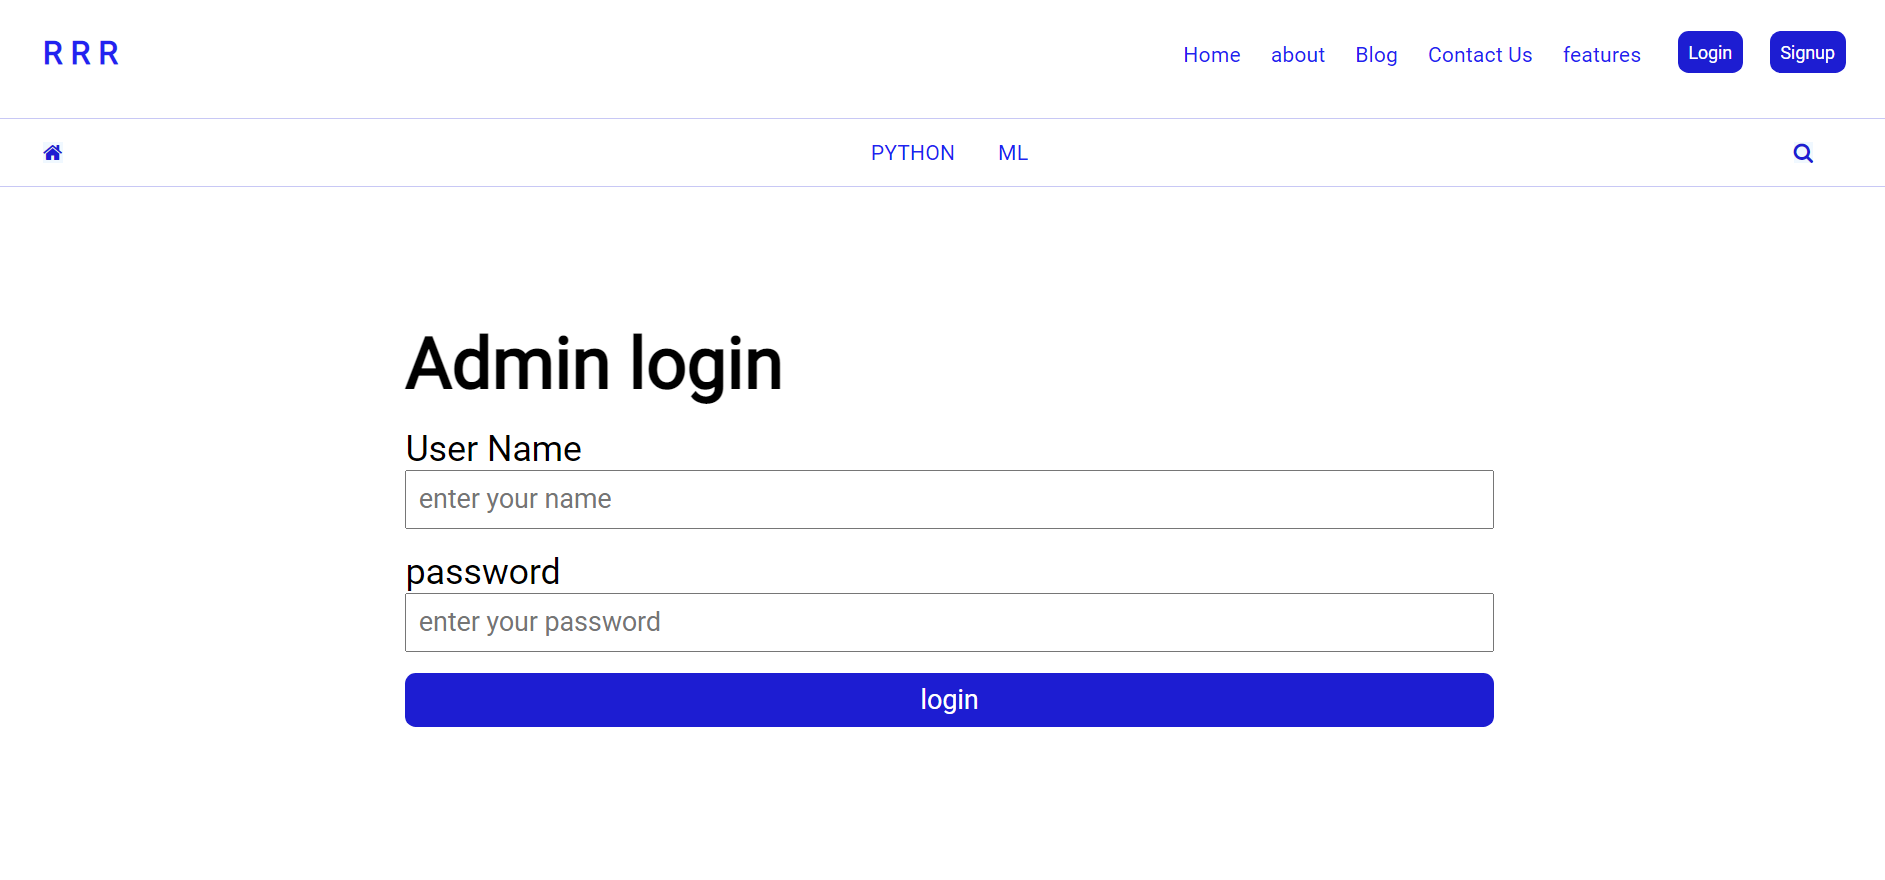 R R R
Home about Blog Contact Us features Login Signup
PYTHON ML
Admin login
User Name
enter your name
password
enter your password
login